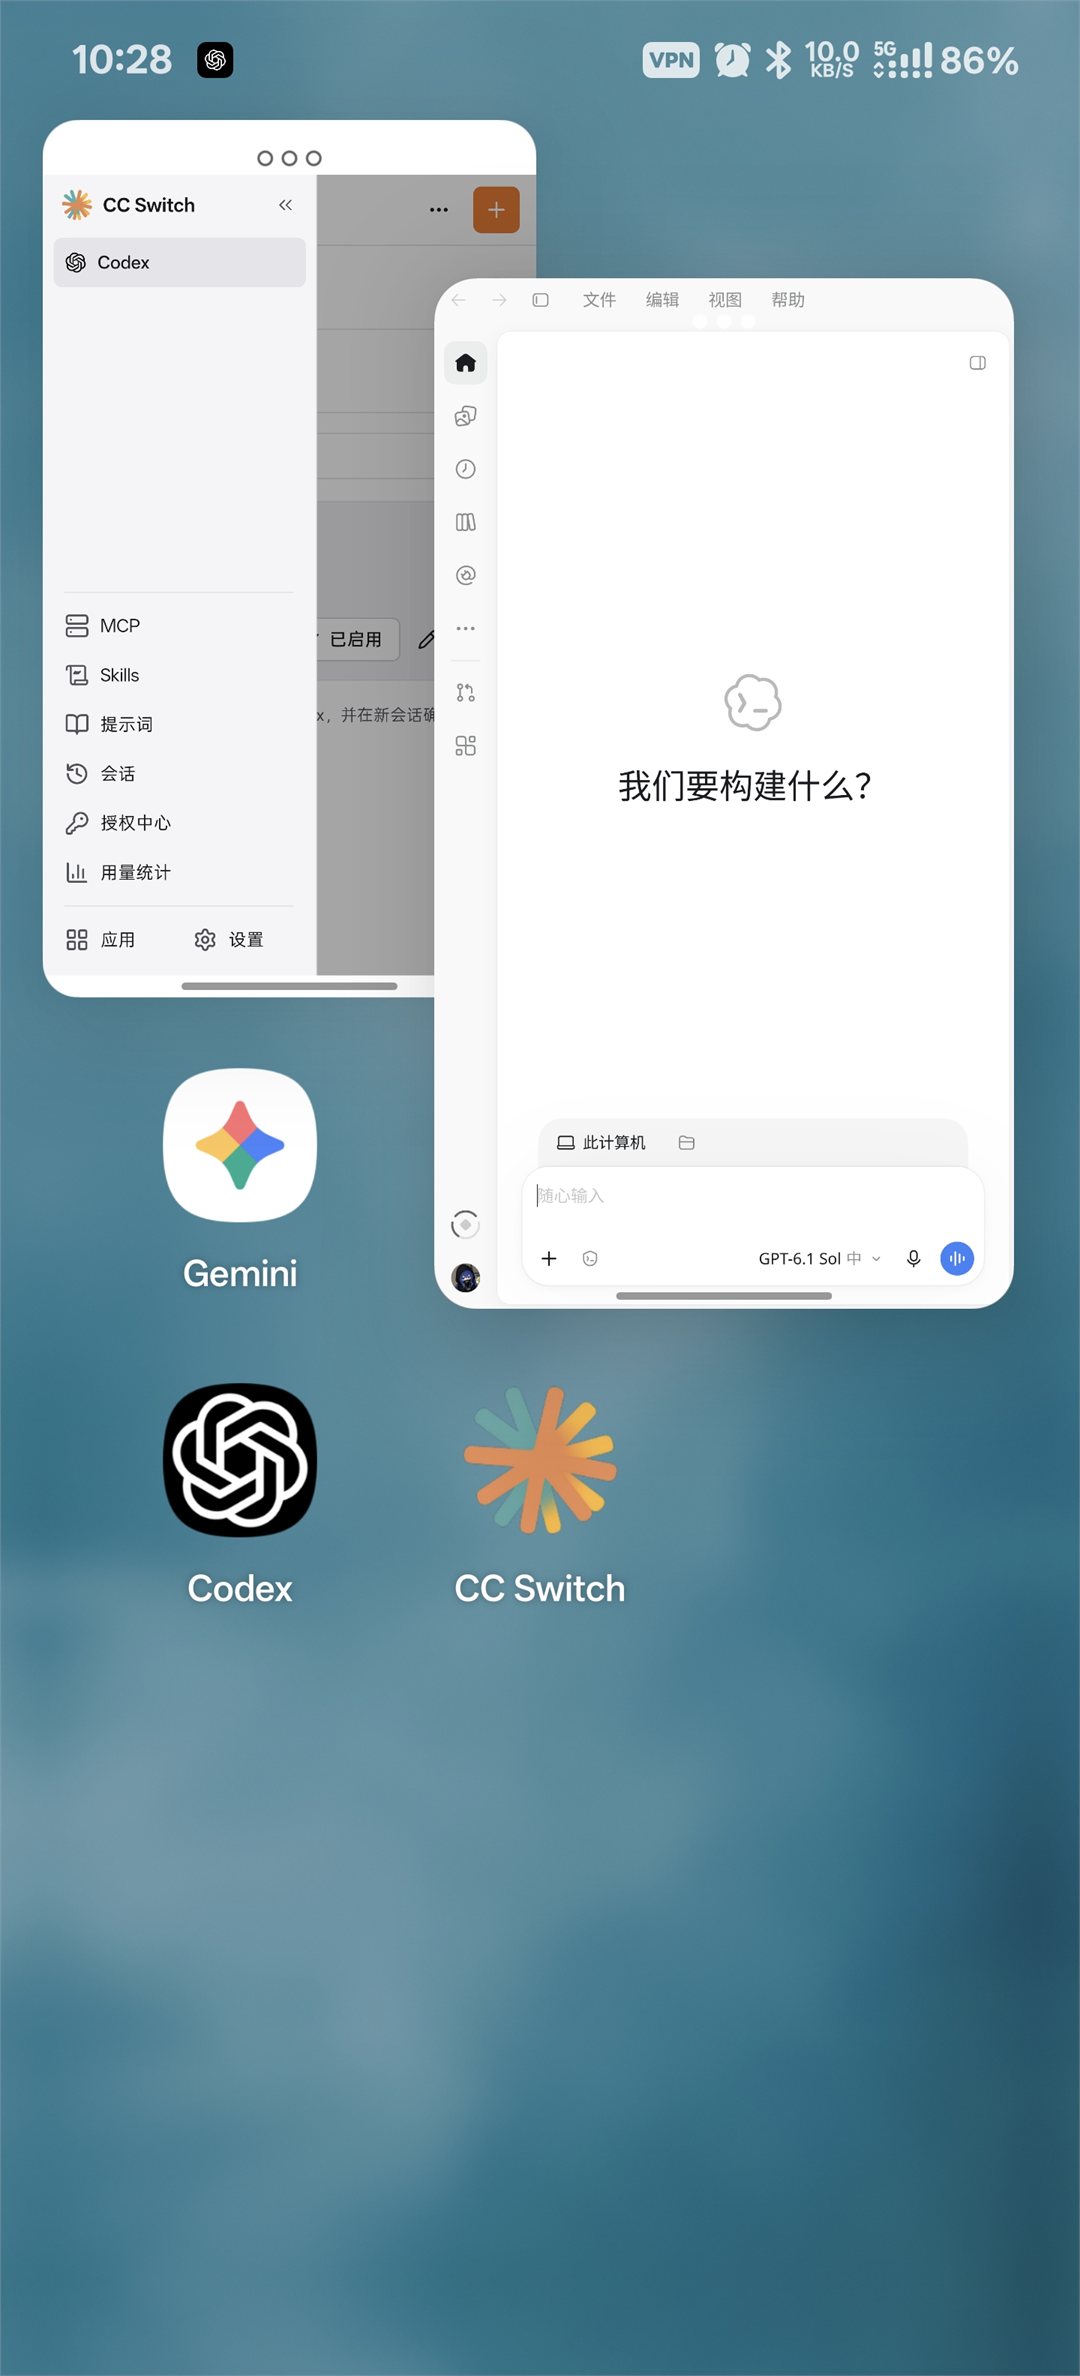 10:28
VPN
10.0 KB/S
5G
86%
CC Switch
Codex
MCP
Skills
提示词
会话
授权中心
用量统计
应用
设置
已启用
x，并在新会话确
文件
编辑
视图
帮助
我们要构建什么？
此计算机
随心输入
GPT-6.1 Sol 中
Gemini
Codex
CC Switch